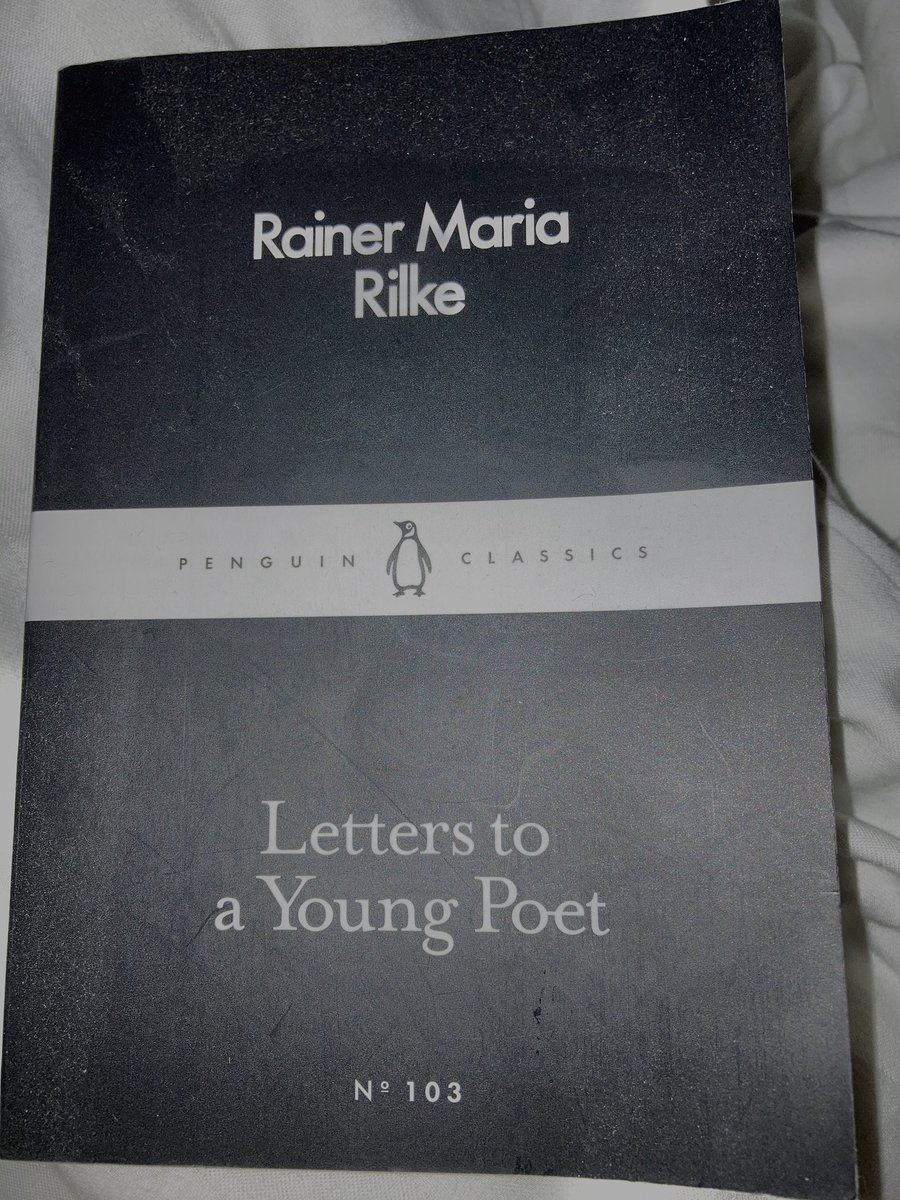 Rainer Maria
Rilke
PENGUIN CLASSICS
Letters to
a Young Poet
Nº 103